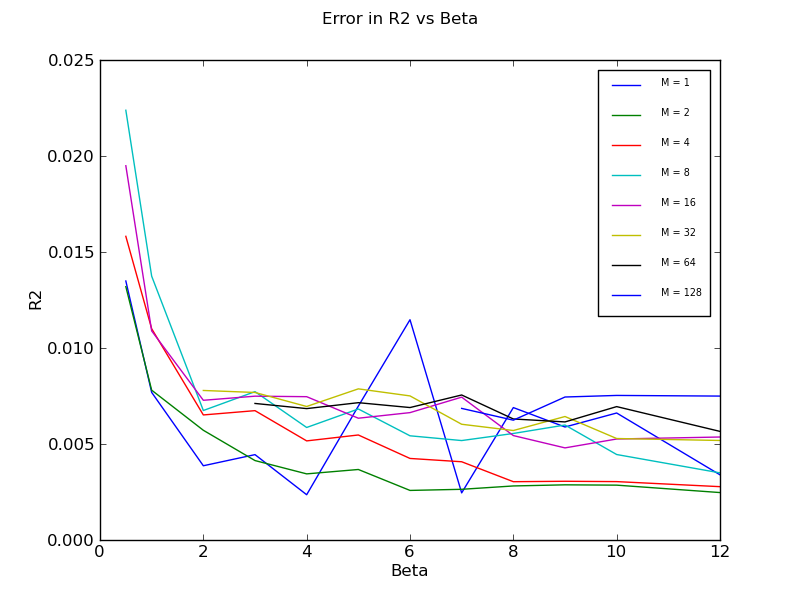 Error in R2 vs Beta
0.025
0.020
0.015
0.010
0.005
0.000
R2
0
2
4
6
8
10
12
Beta
M = 1
M = 2
M = 4
M = 8
M = 16
M = 32
M = 64
M = 128